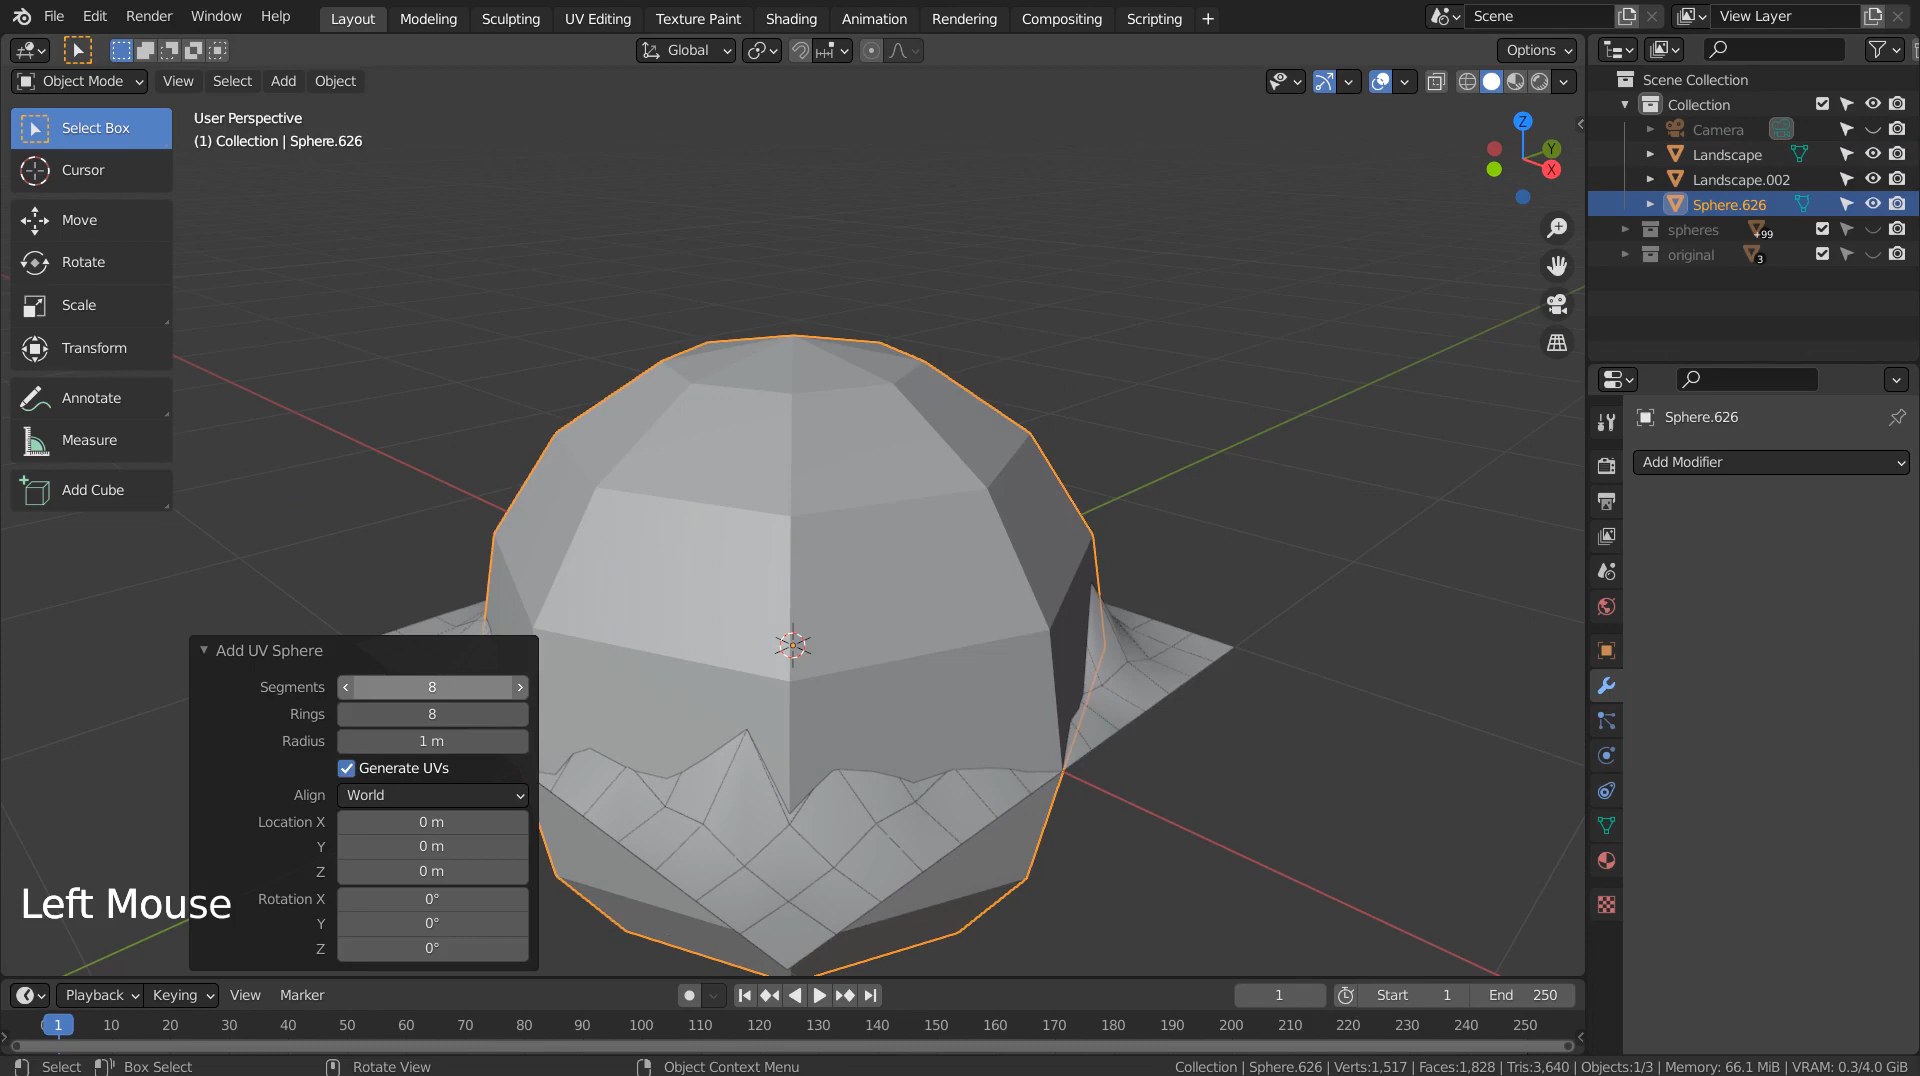 File Edit Render Window Help Layout Modeling Sculpting UV Editing Texture Paint Shading Animation Rendering Compositing Scripting + Scene View Layer
Global Options
Object Mode View Select Add Object
Select Box
Cursor
Move
Rotate
Scale
Transform
Annotate
Measure
Add Cube
User Perspective
(1) Collection | Sphere.626
Z
Y
X
Add UV Sphere
Segments 8
Rings 8
Radius 1 m
Generate UVs
Align World
Location X 0 m
Y 0 m
Z 0 m
Rotation X 0°
Y 0°
Z 0°
Left Mouse
Scene Collection
Collection
Camera
Landscape
Landscape.002
Sphere.626
spheres +99
original 3
Sphere.626
Add Modifier
Playback Keying View Marker 1 Start 1 End 250
1 10 20 30 40 50 60 70 80 90 100 110 120 130 140 150 160 170 180 190 200 210 220 230 240 250
Select Box Select Rotate View Object Context Menu Collection | Sphere.626 | Verts:1,517 | Faces:1,828 | Tris:3,640 | Objects:1/3 | Memory: 66.1 MiB | VRAM: 0.3/4.0 GiB